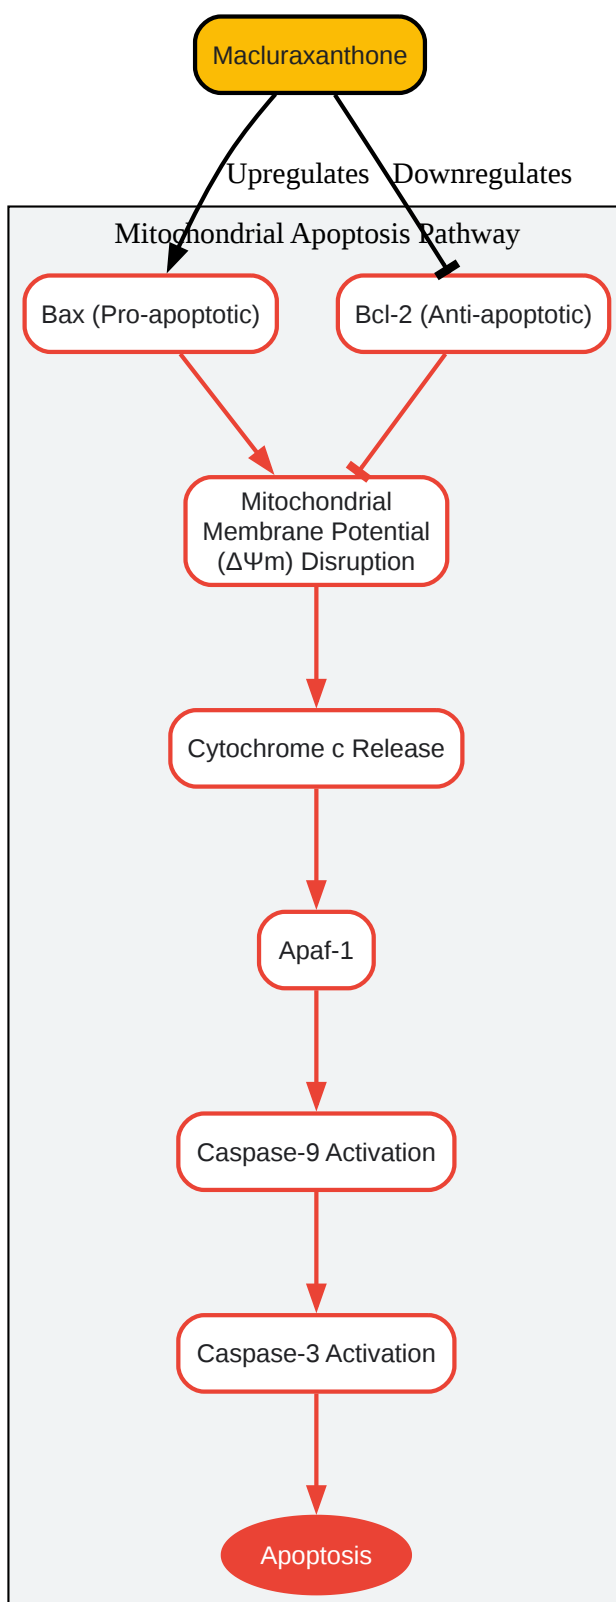 Macluraxanthone
Upregulates
Downregulates
Mitochondrial Apoptosis Pathway
Bax (Pro-apoptotic)
Bcl-2 (Anti-apoptotic)
Mitochondrial
Membrane Potential
(ΔΨm) Disruption
Cytochrome c Release
Apaf-1
Caspase-9 Activation
Caspase-3 Activation
Apoptosis